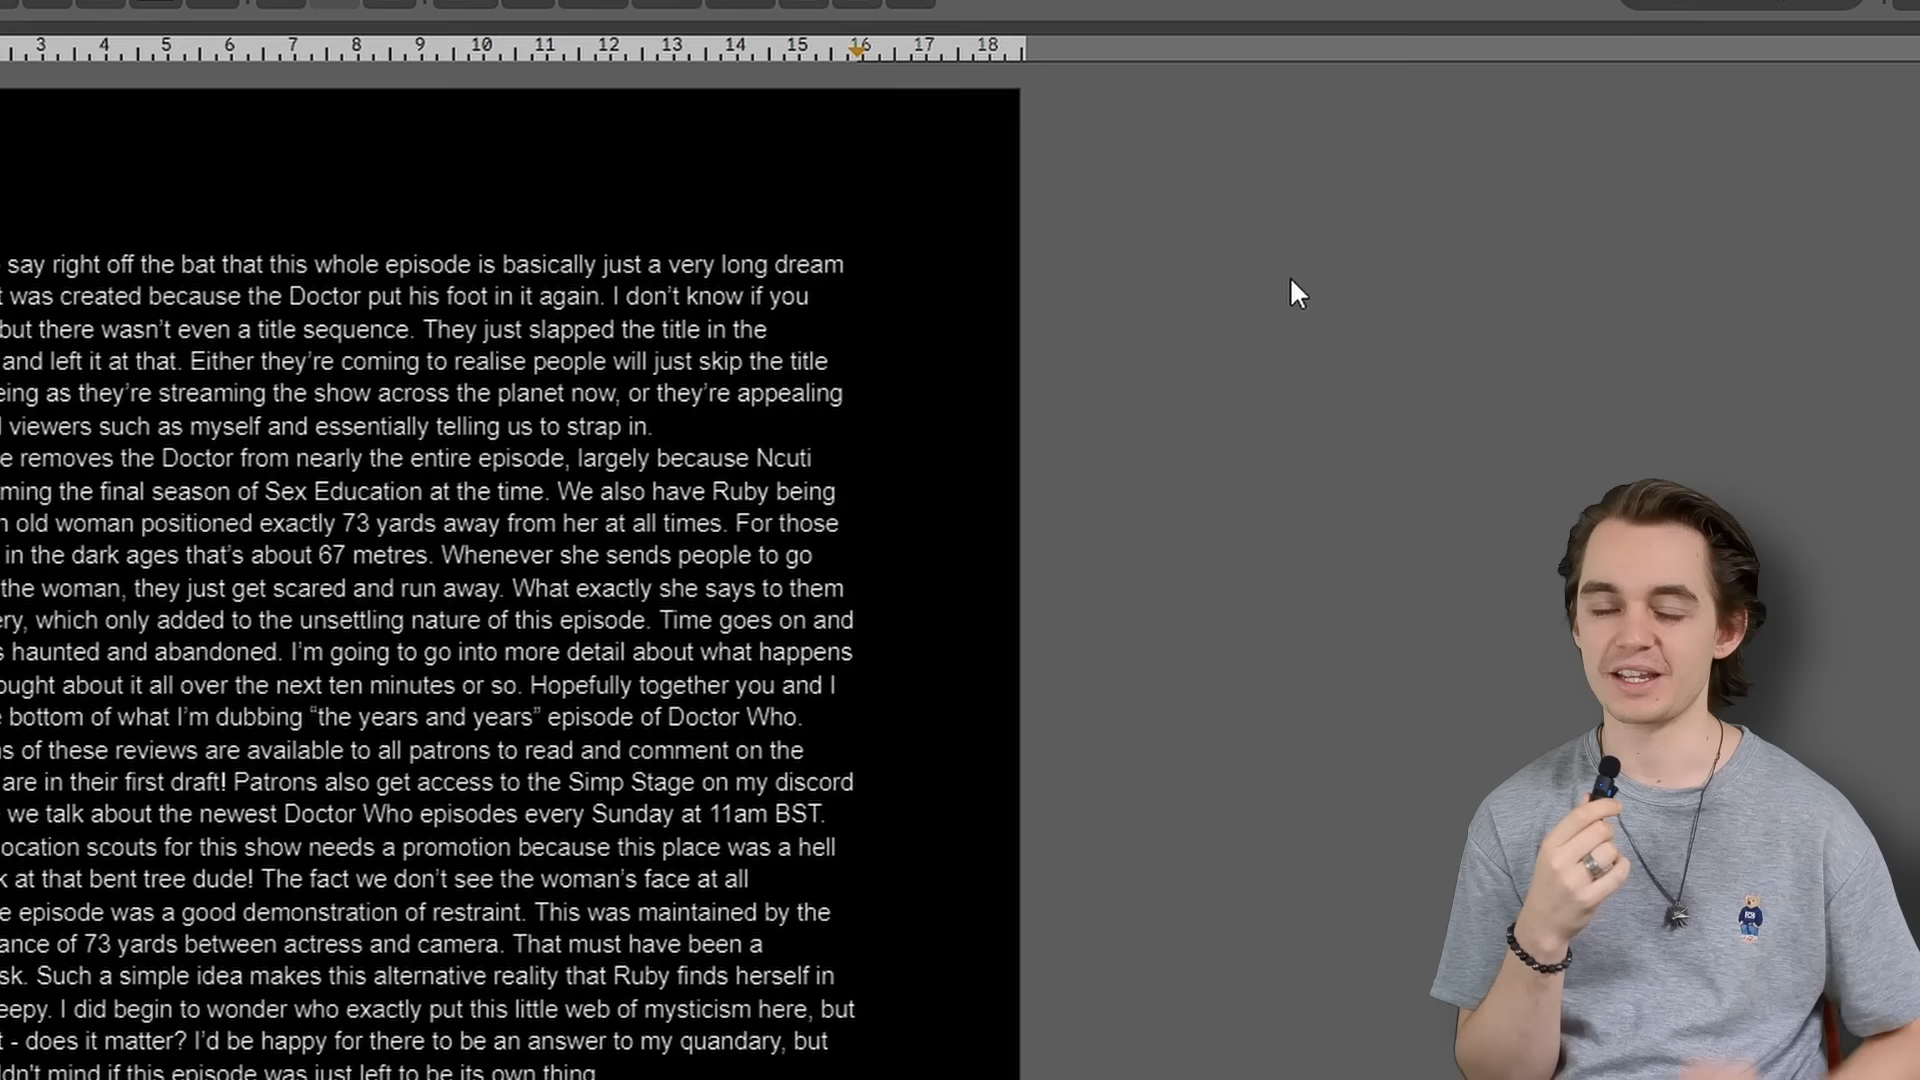 3 4 5 6 7 8 9 10 11 12 13 14 15 16 17 18
say right off the bat that this whole episode is basically just a very long dream
was created because the Doctor put his foot in it again. I don’t know if you
but there wasn’t even a title sequence. They just slapped the title in the
and left it at that. Either they’re coming to realise people will just skip the title
eing as they’re streaming the show across the planet now, or they’re appealing
viewers such as myself and essentially telling us to strap in.
e removes the Doctor from nearly the entire episode, largely because Ncuti
ming the final season of Sex Education at the time. We also have Ruby being
old woman positioned exactly 73 yards away from her at all times. For those
in the dark ages that’s about 67 metres. Whenever she sends people to go
the woman, they just get scared and run away. What exactly she says to them
ery, which only added to the unsettling nature of this episode. Time goes on and
s haunted and abandoned. I’m going to go into more detail about what happens
ought about it all over the next ten minutes or so. Hopefully together you and I
e bottom of what I’m dubbing “the years and years” episode of Doctor Who.
ns of these reviews are available to all patrons to read and comment on the
are in their first draft! Patrons also get access to the Simp Stage on my discord
we talk about the newest Doctor Who episodes every Sunday at 11am BST.
ocation scouts for this show needs a promotion because this place was a hell
k at that bent tree dude! The fact we don’t see the woman’s face at all
e episode was a good demonstration of restraint. This was maintained by the
ance of 73 yards between actress and camera. That must have been a
sk. Such a simple idea makes this alternative reality that Ruby finds herself in
eepy. I did begin to wonder who exactly put this little web of mysticism here, but
t - does it matter? I’d be happy for there to be an answer to my quandary, but
ldn't mind if this episode was just left to be its own thing